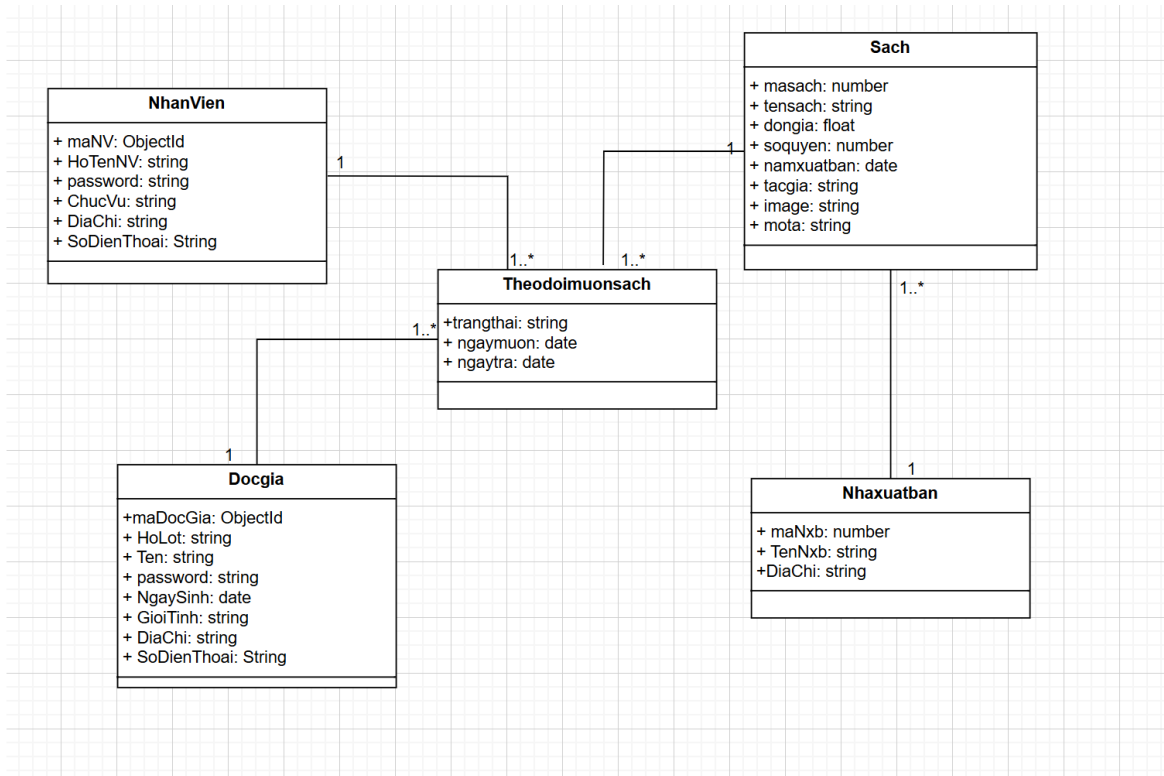 NhanVien
+ maNV: ObjectId
+ HoTenNV: string
+ password: string
+ ChucVu: string
+ DiaChi: string
+ SoDienThoai: String
1
1..*
Sach
+ masach: number
+ tensach: string
+ dongia: float
+ soquyen: number
+ namxuatban: date
+ tacgia: string
+ image: string
+ mota: string
1
1..*
1..*
Theodoimuonsach
+trangthai: string
+ ngaymuon: date
+ ngaytra: date
1..*
1
Docgia
+maDocGia: ObjectId
+ HoLot: string
+ Ten: string
+ password: string
+ NgaySinh: date
+ GioiTinh: string
+ DiaChi: string
+ SoDienThoai: String
1
Nhaxuatban
+ maNxb: number
+ TenNxb: string
+DiaChi: string